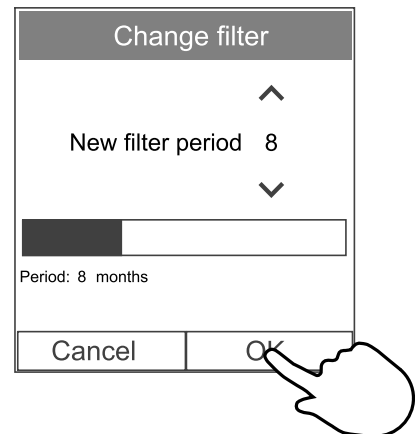 Change filter
New filter period 8
Period: 8 months
Cancel OK